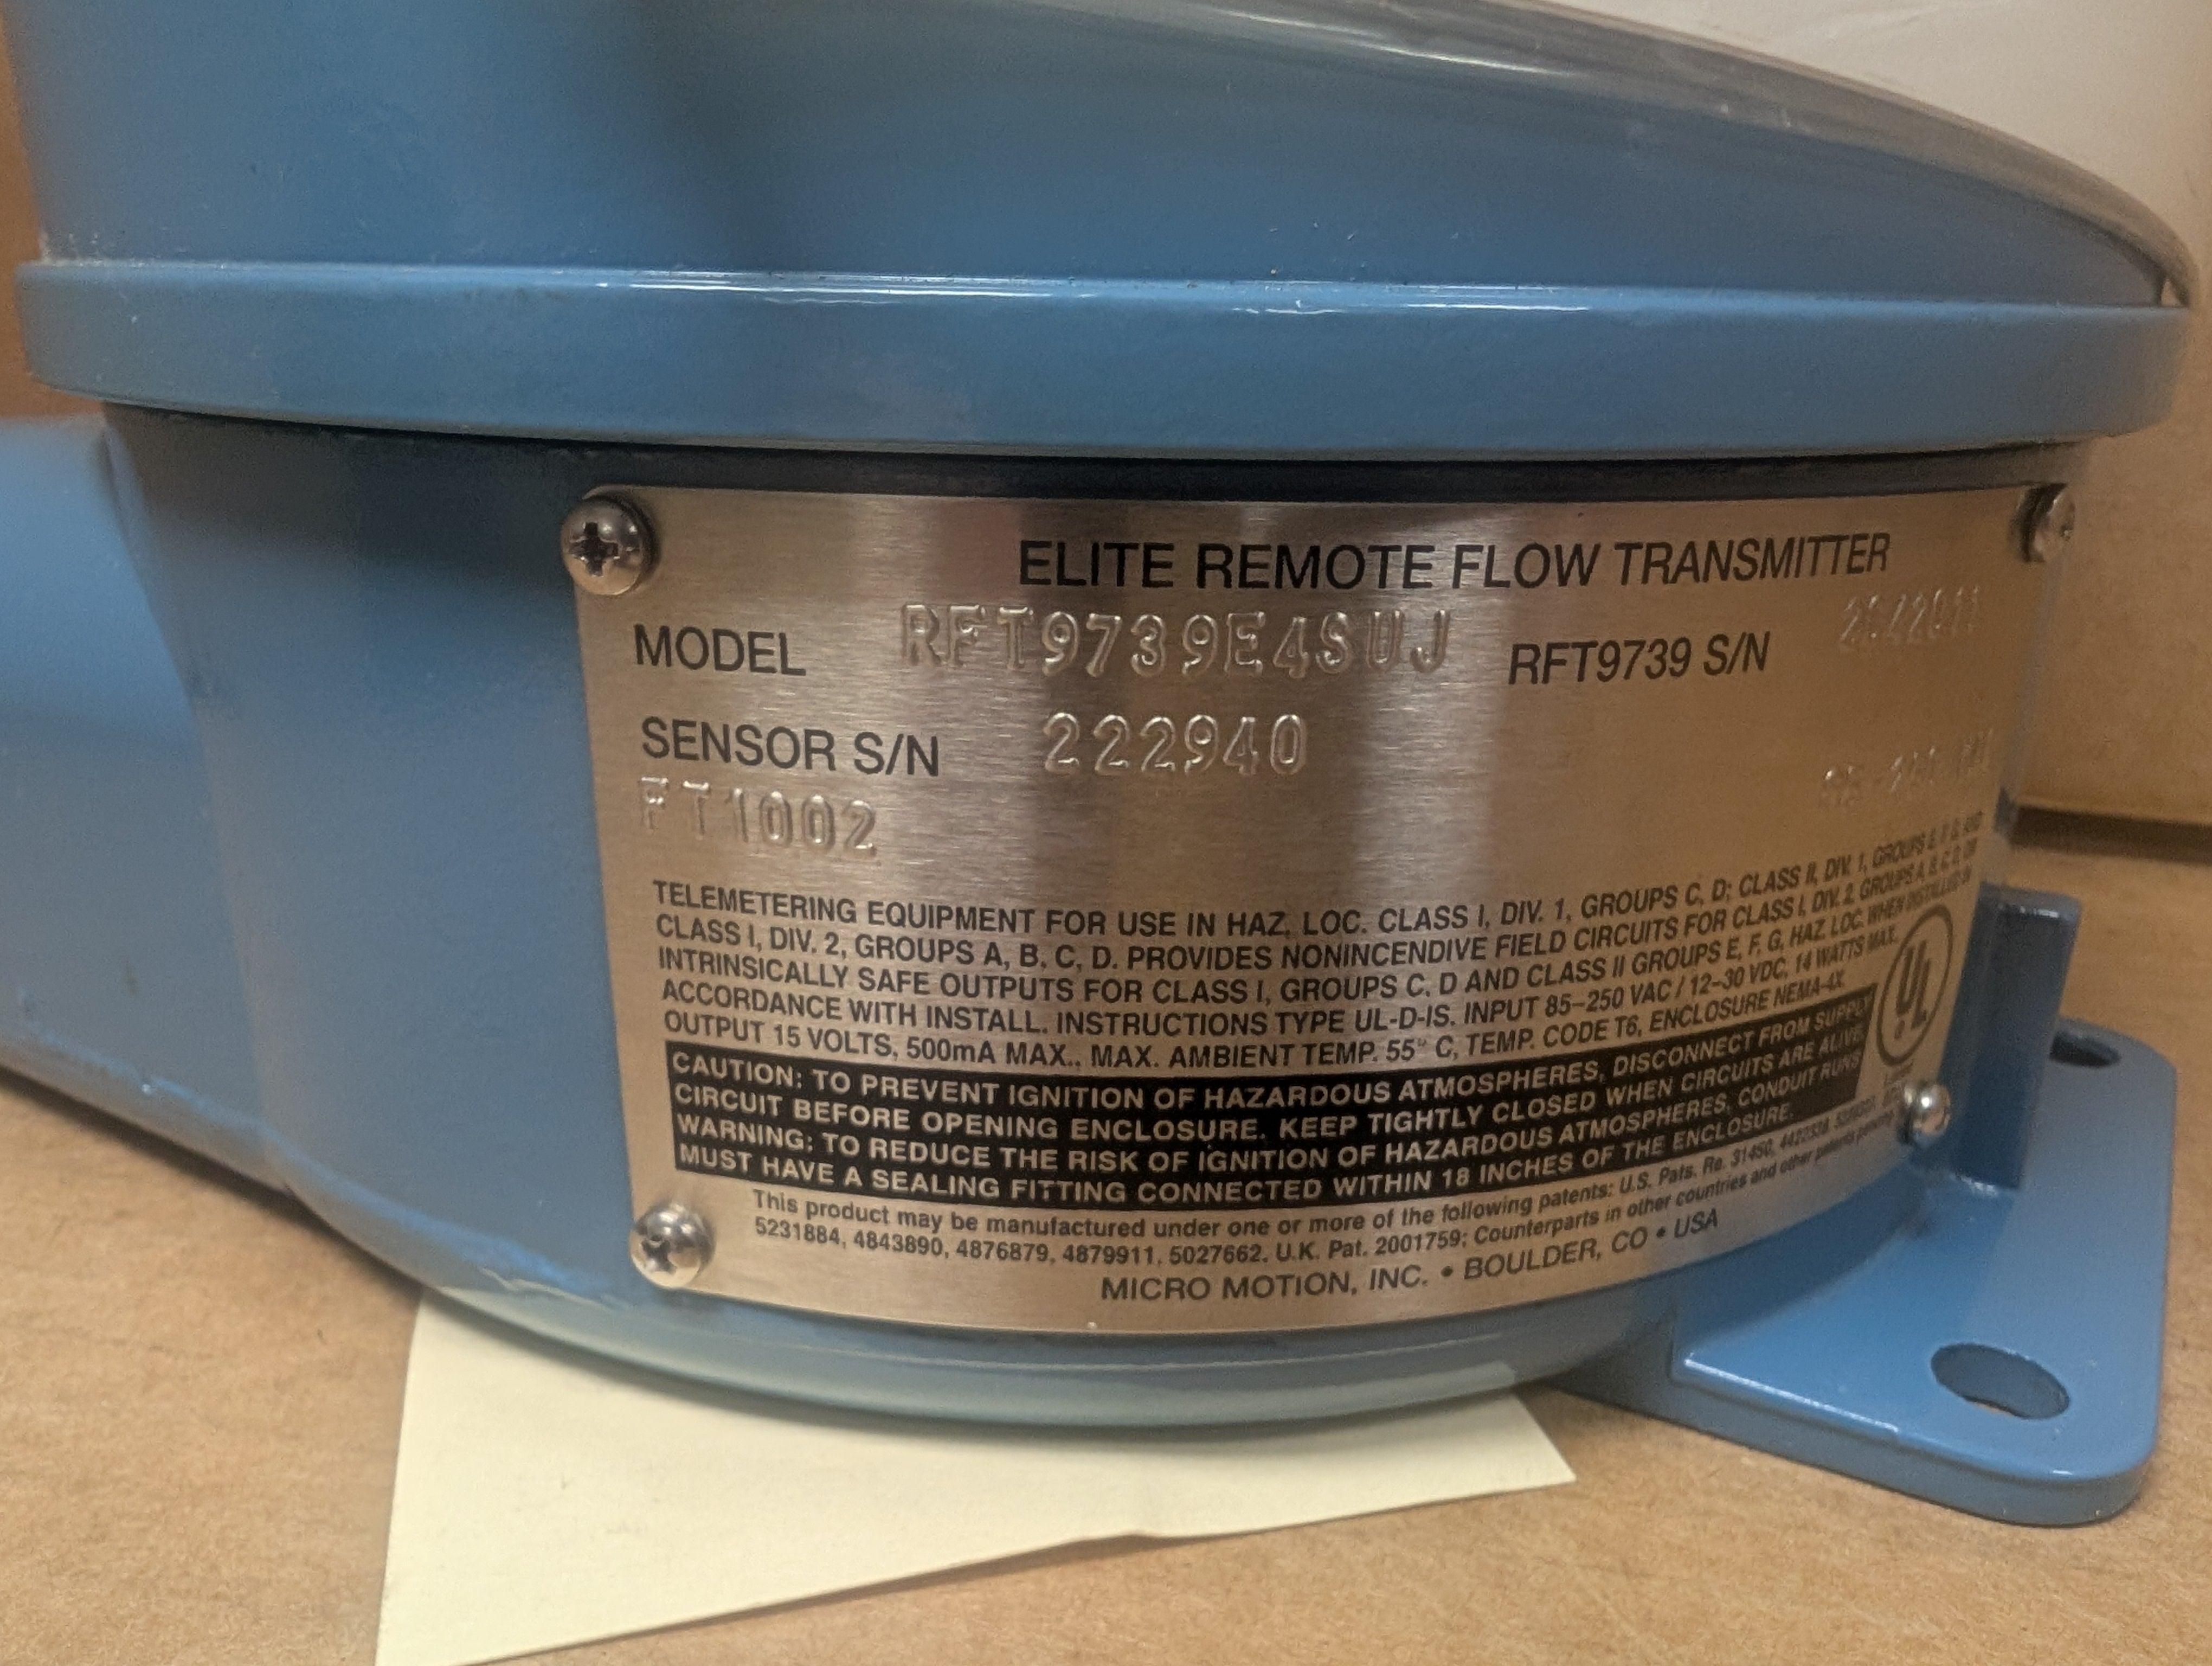 ELITE REMOTE FLOW TRANSMITTER
MODEL RFT9739E4SUJ RFT9739 S/N
SENSOR S/N 222940
FT1002
TELEMETERING EQUIPMENT FOR USE IN HAZ. LOC. CLASS I, DIV. 1, GROUPS C, D; CLASS II, DIV. 1, GROUPS E, F, G, AND
CLASS I, DIV. 2, GROUPS A, B, C, D. PROVIDES NONINCENDIVE FIELD CIRCUITS FOR CLASS I, DIV. 2, GROUPS A, B, C, D, OR
INTRINSICALLY SAFE OUTPUTS FOR CLASS I, GROUPS C, D AND CLASS II GROUPS E, F, G, HAZ. LOC. WHEN INSTALLED IN
ACCORDANCE WITH INSTALL. INSTRUCTIONS TYPE UL-D-IS. INPUT 85-250 VAC / 12-30 VDC, 14 WATTS MAX.
OUTPUT 15 VOLTS, 500mA MAX., MAX. AMBIENT TEMP. 55° C, TEMP. CODE T6, ENCLOSURE NEMA-4X.
UL
CAUTION: TO PREVENT IGNITION OF HAZARDOUS ATMOSPHERES, DISCONNECT FROM SUPPLY
CIRCUIT BEFORE OPENING ENCLOSURE. KEEP TIGHTLY CLOSED WHEN CIRCUITS ARE ALIVE.
WARNING: TO REDUCE THE RISK OF IGNITION OF HAZARDOUS ATMOSPHERES, CONDUIT RUNS
MUST HAVE A SEALING FITTING CONNECTED WITHIN 18 INCHES OF THE ENCLOSURE.
This product may be manufactured under one or more of the following patents: U.S. Pats. Re. 31450, 4422338,
5231884, 4843890, 4876879, 4879911, 5027662. U.K. Pat. 2001759; Counterparts in other countries and other patents pending
MICRO MOTION, INC. • BOULDER, CO • USA